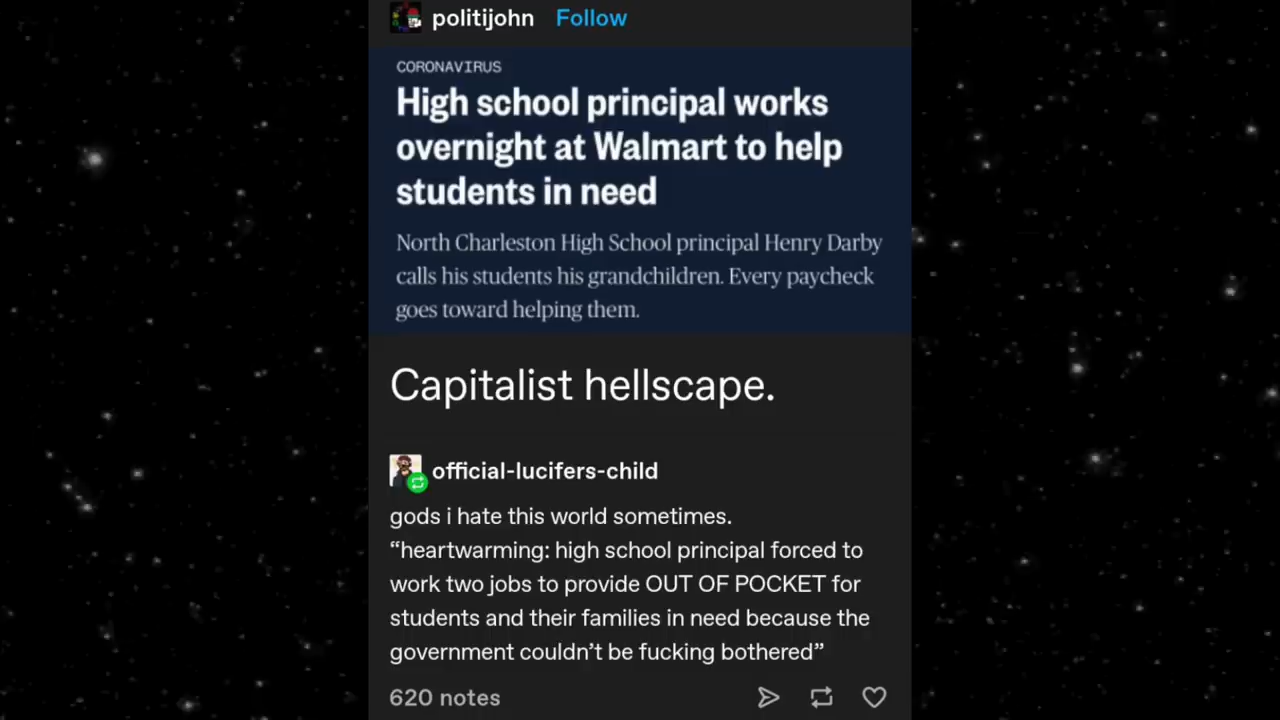 politijohn Follow
CORONAVIRUS
High school principal works
overnight at Walmart to help
students in need
North Charleston High School principal Henry Darby
calls his students his grandchildren. Every paycheck
goes toward helping them.
Capitalist hellscape.
official-lucifers-child
gods i hate this world sometimes.
“heartwarming: high school principal forced to
work two jobs to provide OUT OF POCKET for
students and their families in need because the
government couldn’t be fucking bothered”
620 notes